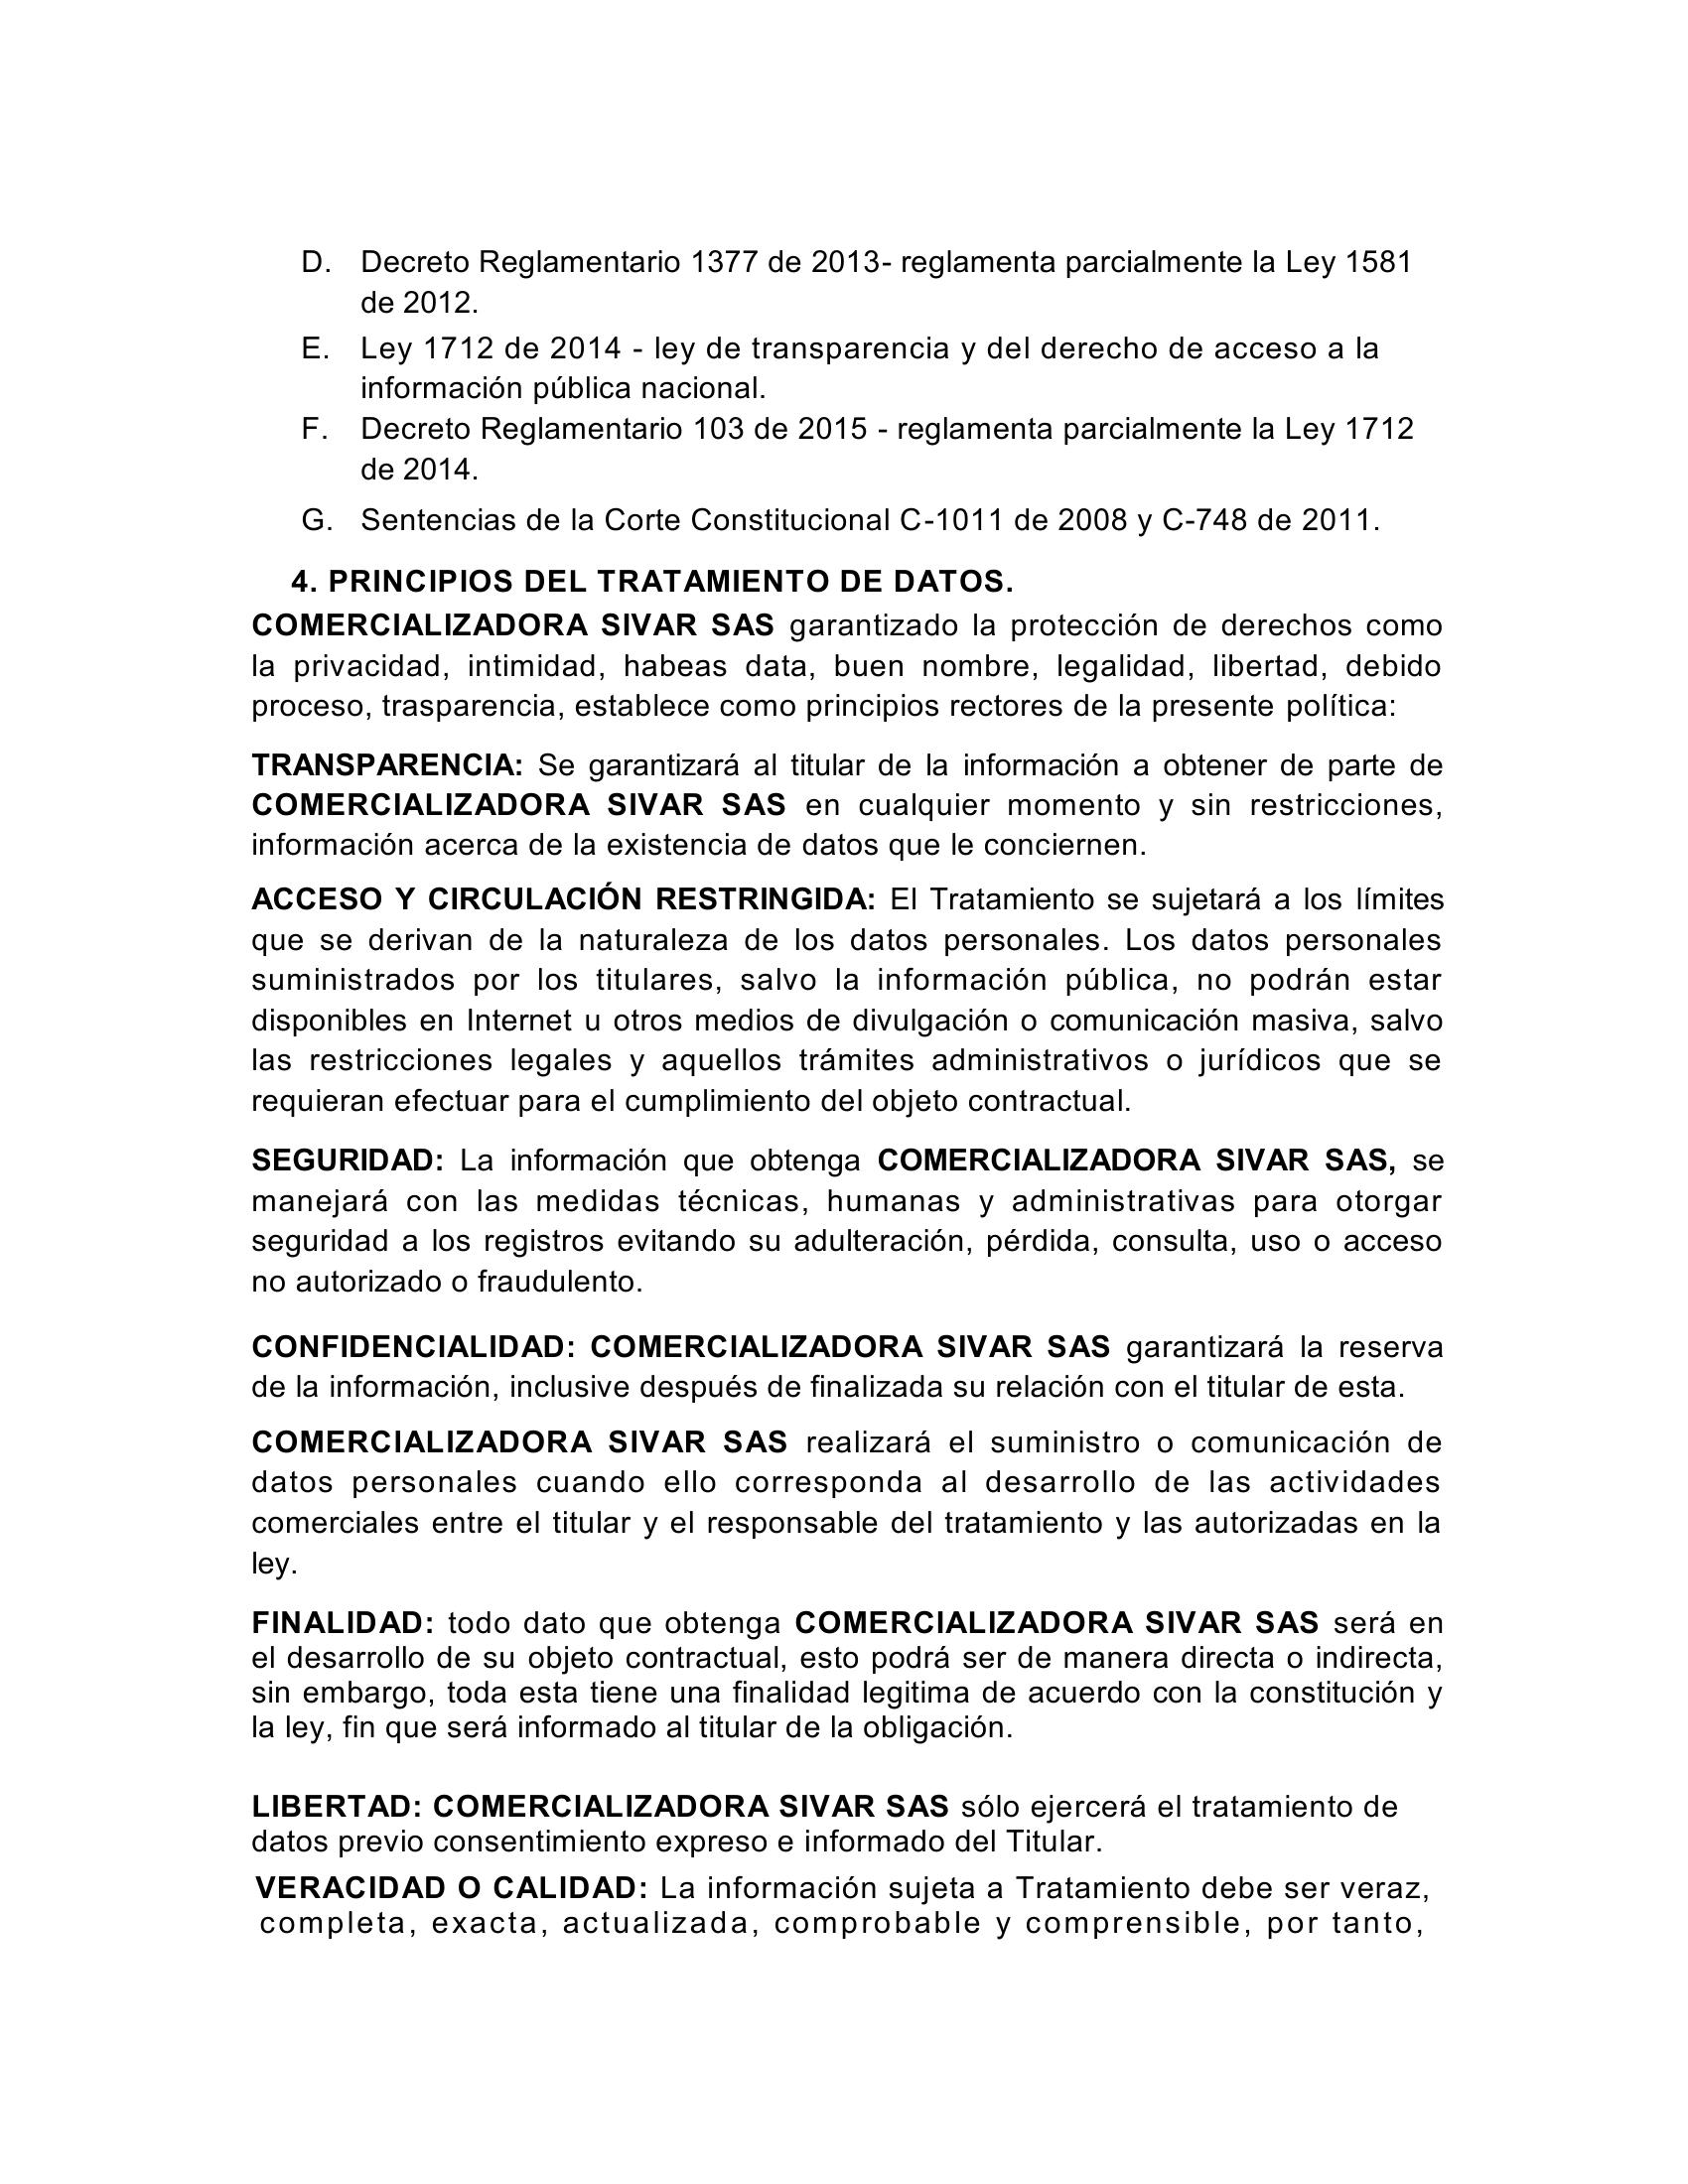 D. Decreto Reglamentario 1377 de 2013- reglamenta parcialmente la Ley 1581
de 2012.
E. Ley 1712 de 2014 - ley de transparencia y del derecho de acceso a la
información pública nacional.
F. Decreto Reglamentario 103 de 2015 - reglamenta parcialmente la Ley 1712
de 2014.
G. Sentencias de la Corte Constitucional C-1011 de 2008 y C-748 de 2011.
4. PRINCIPIOS DEL TRATAMIENTO DE DATOS.
COMERCIALIZADORA SIVAR SAS garantizado la protección de derechos como
la privacidad, intimidad, habeas data, buen nombre, legalidad, libertad, debido
proceso, trasparencia, establece como principios rectores de la presente política:
TRANSPARENCIA: Se garantizará al titular de la información a obtener de parte de
COMERCIALIZADORA SIVAR SAS en cualquier momento y sin restricciones,
información acerca de la existencia de datos que le conciernen.
ACCESO Y CIRCULACIÓN RESTRINGIDA: El Tratamiento se sujetará a los límites
que se derivan de la naturaleza de los datos personales. Los datos personales
suministrados por los titulares, salvo la información pública, no podrán estar
disponibles en Internet u otros medios de divulgación o comunicación masiva, salvo
las restricciones legales y aquellos trámites administrativos o jurídicos que se
requieran efectuar para el cumplimiento del objeto contractual.
SEGURIDAD: La información que obtenga COMERCIALIZADORA SIVAR SAS, se
manejará con las medidas técnicas, humanas y administrativas para otorgar
seguridad a los registros evitando su adulteración, pérdida, consulta, uso o acceso
no autorizado o fraudulento.
CONFIDENCIALIDAD: COMERCIALIZADORA SIVAR SAS garantizará la reserva
de la información, inclusive después de finalizada su relación con el titular de esta.
COMERCIALIZADORA SIVAR SAS realizará el suministro o comunicación de
datos personales cuando ello corresponda al desarrollo de las actividades
comerciales entre el titular y el responsable del tratamiento y las autorizadas en la
ley.
FINALIDAD: todo dato que obtenga COMERCIALIZADORA SIVAR SAS será en
el desarrollo de su objeto contractual, esto podrá ser de manera directa o indirecta,
sin embargo, toda esta tiene una finalidad legitima de acuerdo con la constitución y
la ley, fin que será informado al titular de la obligación.
LIBERTAD: COMERCIALIZADORA SIVAR SAS sólo ejercerá el tratamiento de
datos previo consentimiento expreso e informado del Titular.
VERACIDAD O CALIDAD: La información sujeta a Tratamiento debe ser veraz,
completa, exacta, actualizada, comprobable y comprensible, por tanto,